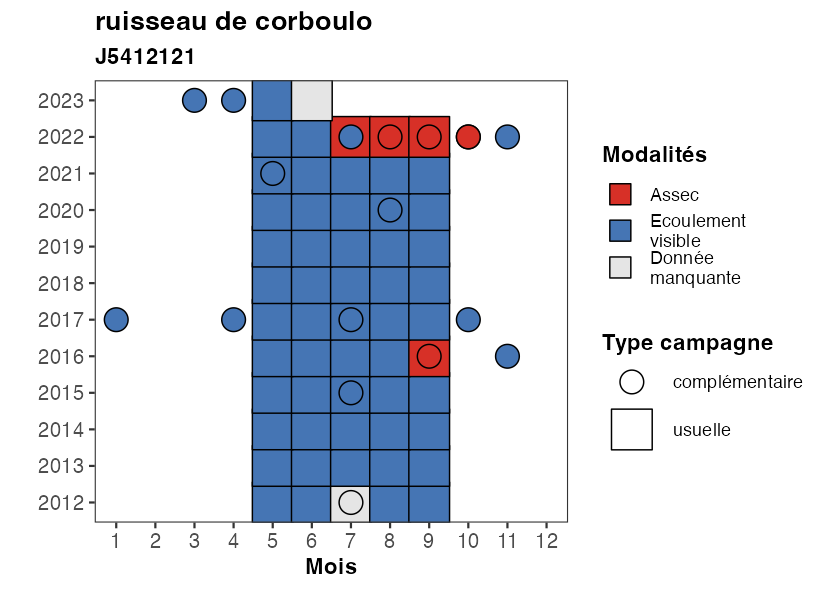 ruisseau de corboulo
J5412121
2023
2022
2021
2020
2019
2018
2017
2016
2015
2014
2013
2012
1 2 3 4 5 6 7 8 9 10 11 12
Mois
Modalités
Assec
Ecoulement
visible
Donnée
manquante
Type campagne
complémentaire
usuelle